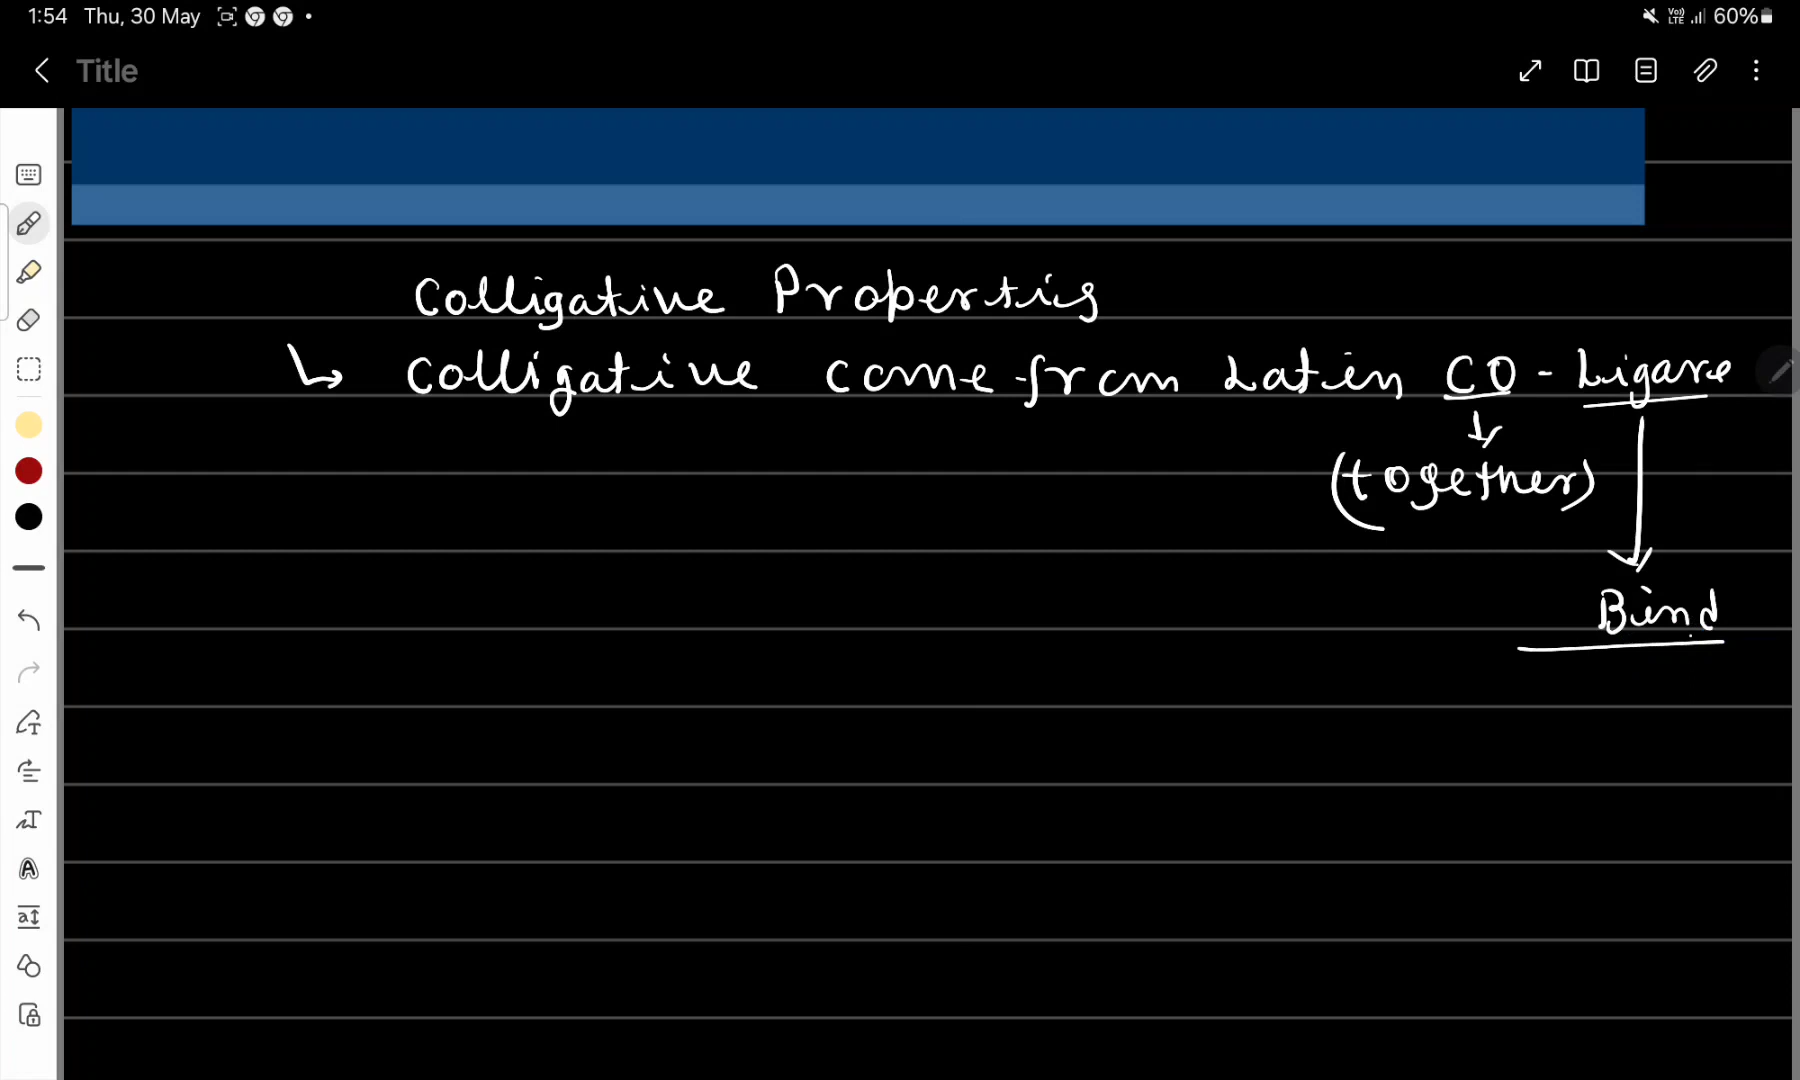 1:54 Thu, 30 May
60%
Title
Colligative Properties
↳ Colligative come from Latin CO - Ligare
(together)
Bind